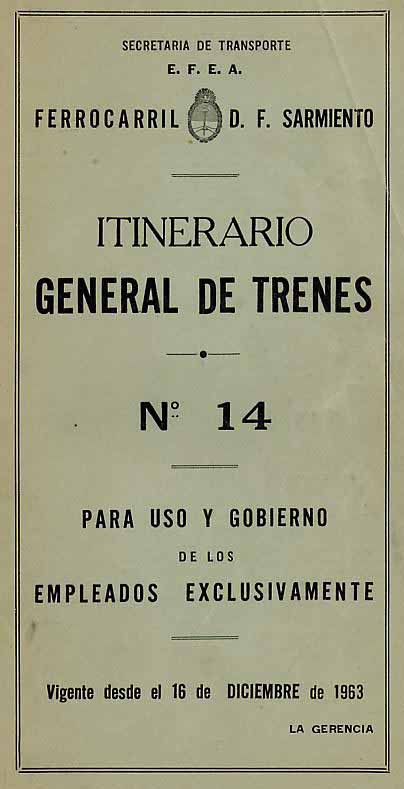 SECRETARIA DE TRANSPORTE
E. F. E. A.
FERROCARRIL D. F. SARMIENTO
ITINERARIO
GENERAL DE TRENES
Nº 14
PARA USO Y GOBIERNO
DE LOS
EMPLEADOS EXCLUSIVAMENTE
Vigente desde el 16 de DICIEMBRE de 1963
LA GERENCIA